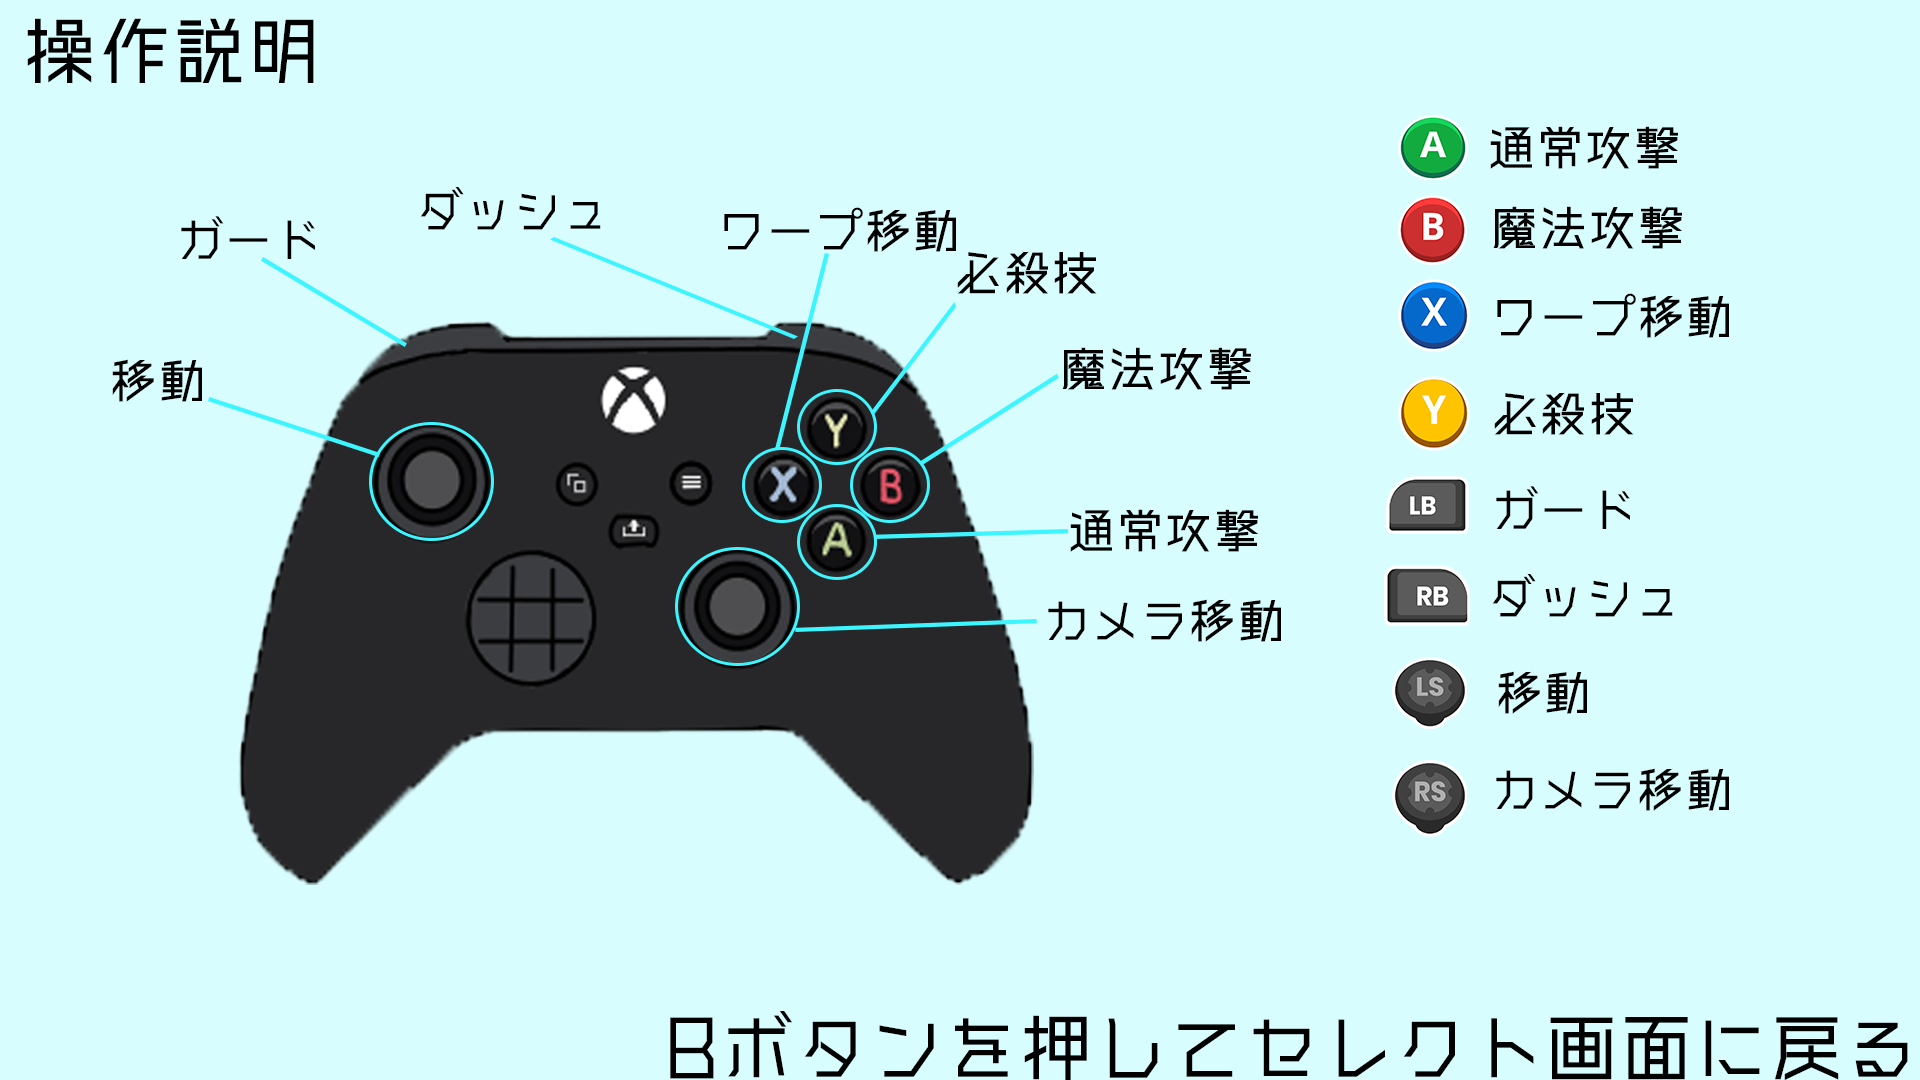 操作説明
ガード
ダッシュ
ワープ移動
必殺技
移動
魔法攻撃
通常攻撃
カメラ移動
Y
X
B
A
A 通常攻撃
B 魔法攻撃
X ワープ移動
Y 必殺技
LB ガード
RB ダッシュ
LS 移動
RS カメラ移動
Bボタンを押してセレクト画面に戻る